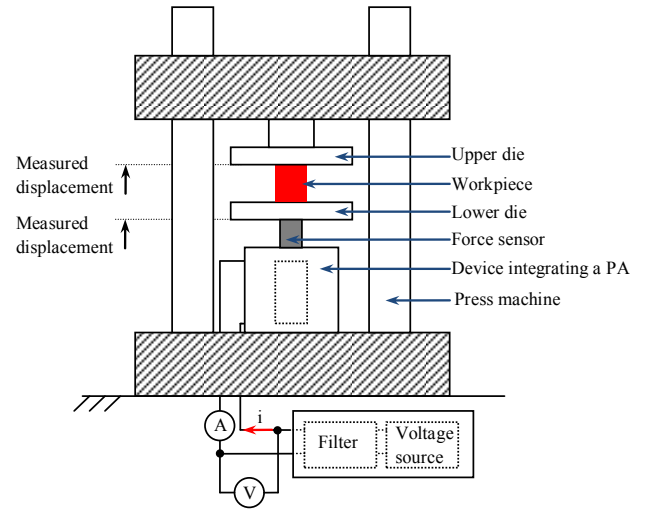 Upper die
Measured
displacement
Workpiece
Lower die
Measured
displacement
Force sensor
Device integrating a PA
Press machine
i
A
Filter
Voltage
source
V